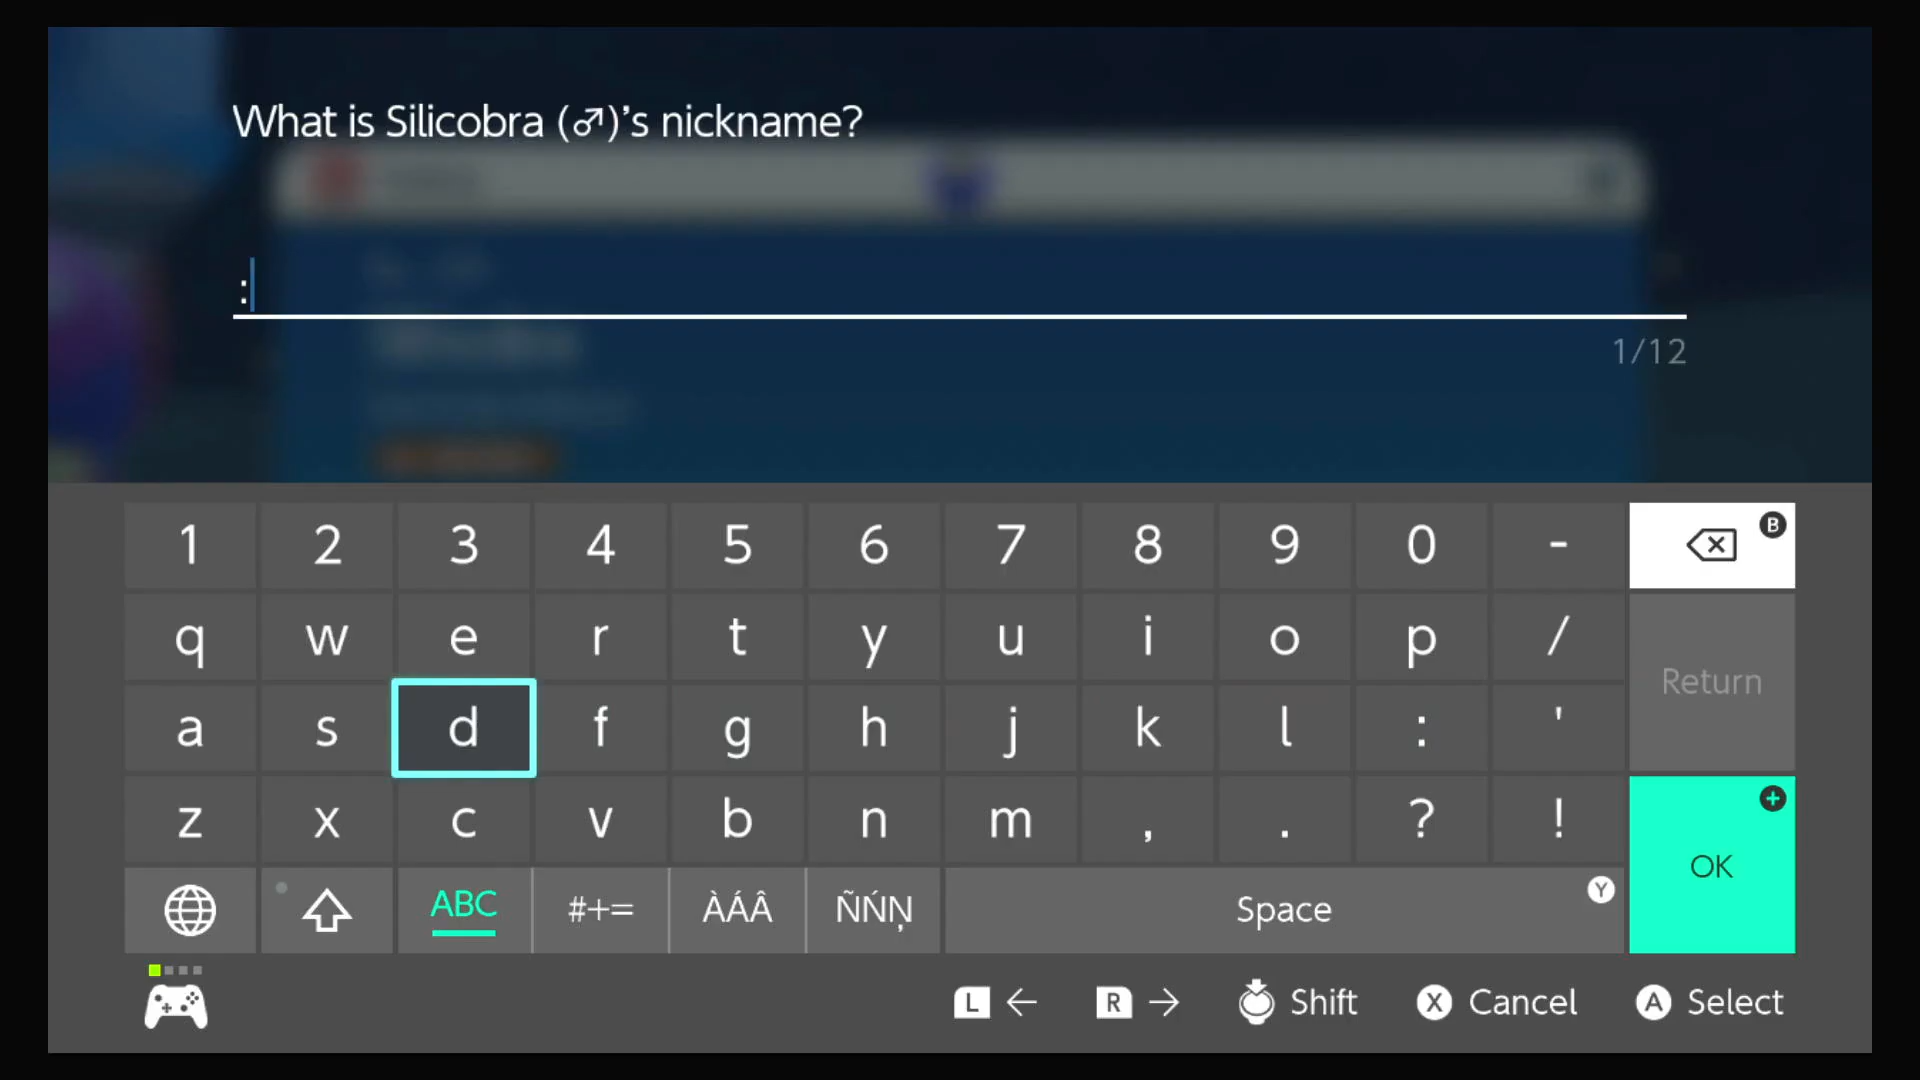 What is Silicobra (♂)'s nickname?
:
1/12
1 2 3 4 5 6 7 8 9 0 - B
q w e r t y u i o p / Return
a s d f g h j k l : '
z x c v b n m , . ? ! + OK
ABC #+= ÀÁÂ ÑŃŅ Space Y
L ← R → Shift X Cancel A Select